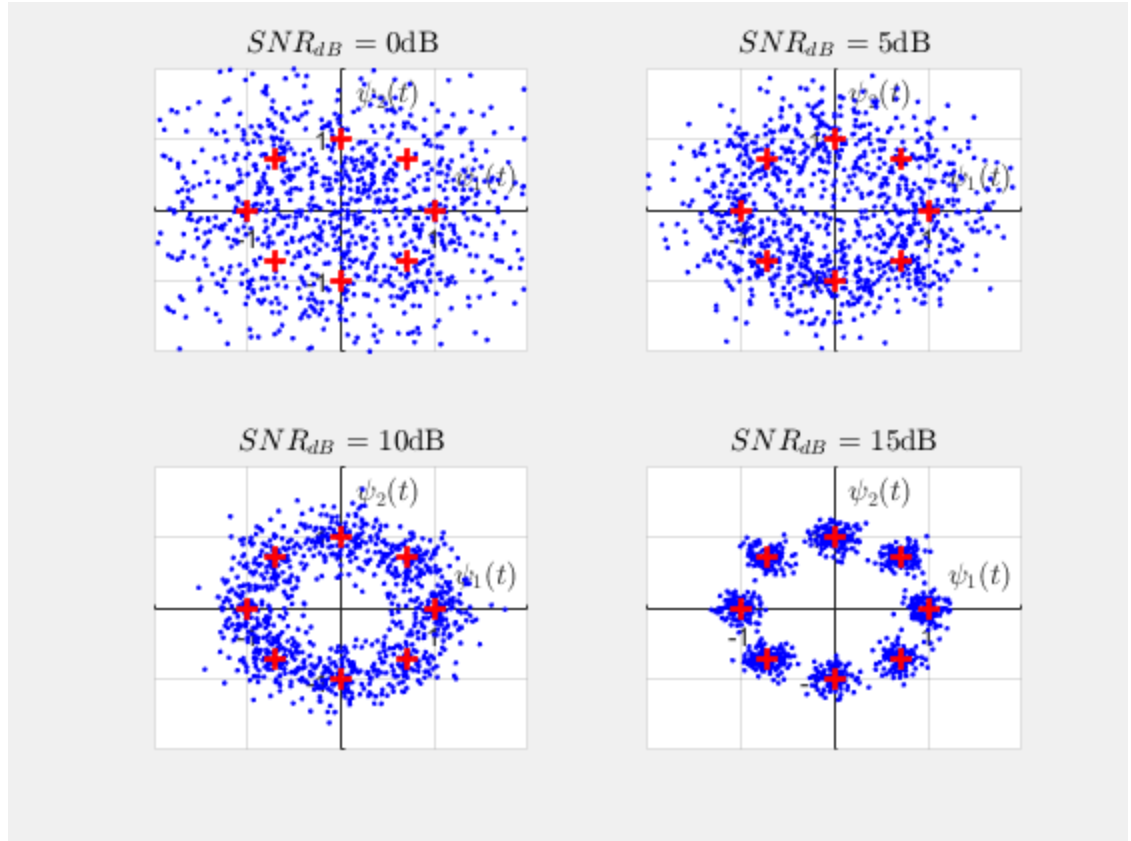 SNR_dB = 0dB
ψ₂(t)
1
ψ₁(t)
-1
1
-1
SNR_dB = 5dB
ψ₂(t)
1
ψ₁(t)
1
SNR_dB = 10dB
ψ₂(t)
ψ₁(t)
1
SNR_dB = 15dB
ψ₂(t)
ψ₁(t)
-1
1